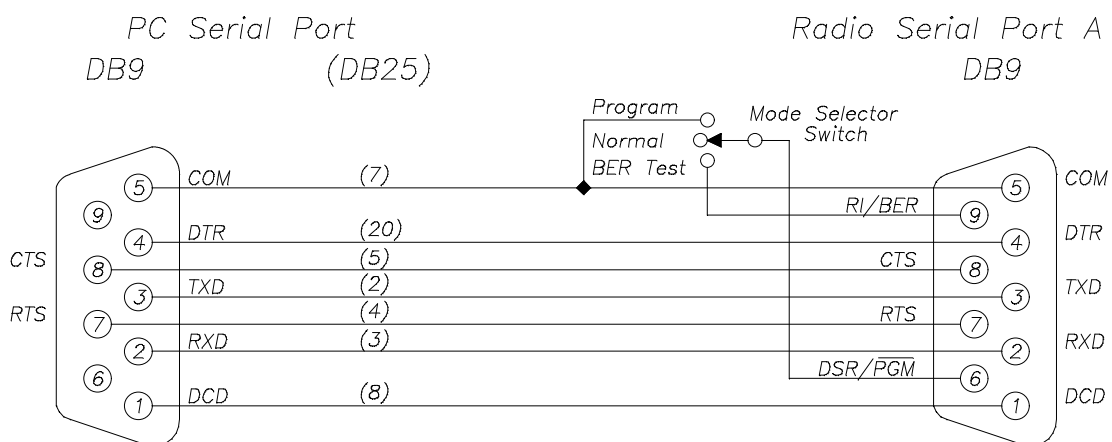 PC Serial Port
Radio Serial Port A
DB9 (DB25)
DB9
Program
Mode Selector
Switch
Normal
BER Test
5 COM (7) 5 COM
9 RI/BER 9
4 DTR (20) 4 DTR
CTS 8 (5) CTS 8
3 TXD (2) 3 TXD
RTS 7 (4) RTS 7
2 RXD (3) 2 RXD
6 DSR/PGM 6
1 DCD (8) 1 DCD